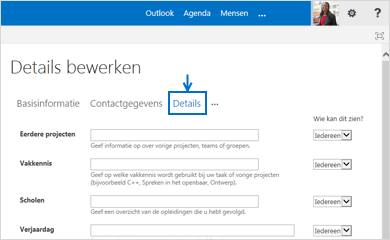 Outlook Agenda Mensen ... ?
Details bewerken
Basisinformatie Contactgegevens Details ...
Wie kan dit zien?
Eerdere projecten Iedereen
Geef informatie op over vorige projecten, teams of groepen.
Vakkennis Iedereen
Geef op welke vakkennis wordt gebruikt bij uw taak of vorige projecten
(bijvoorbeeld C++, Spreken in het openbaar, Ontwerp).
Scholen Iedereen
Geef een overzicht van de opleidingen die u hebt gevolgd.
Verjaardag Iedereen